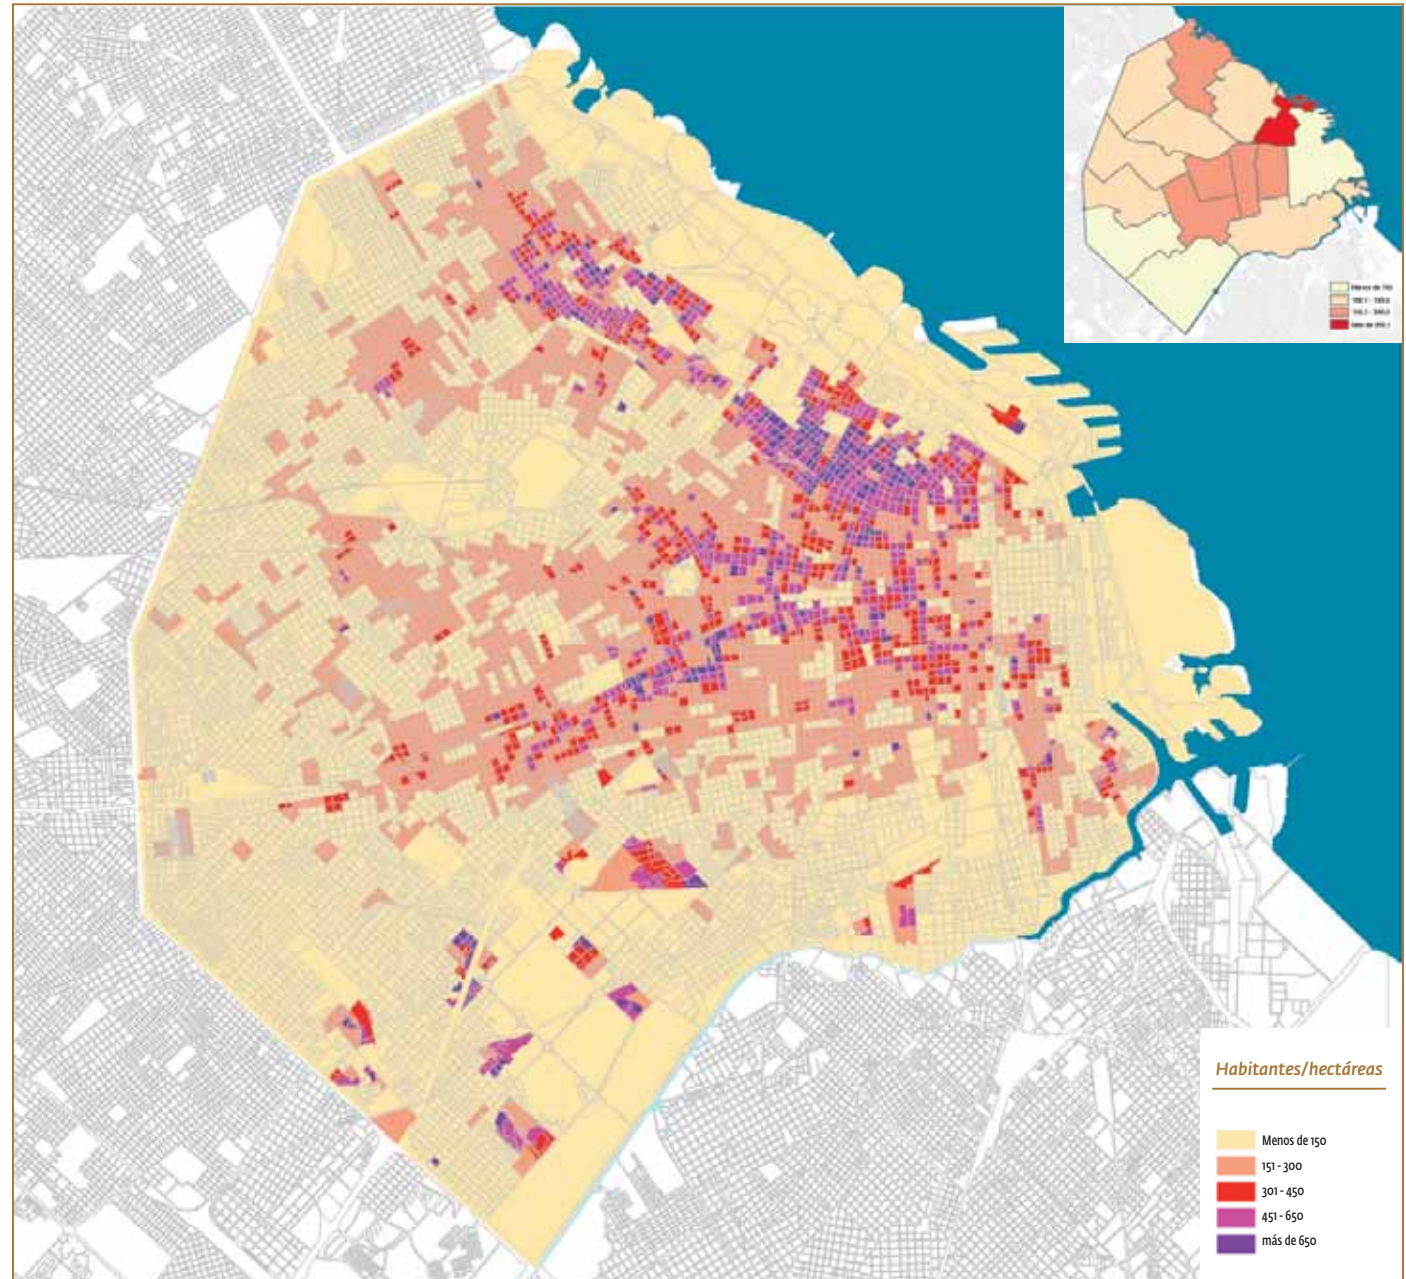 Habitantes/hectáreas
Menos de 150
151 - 300
301 - 450
451 - 650
más de 650